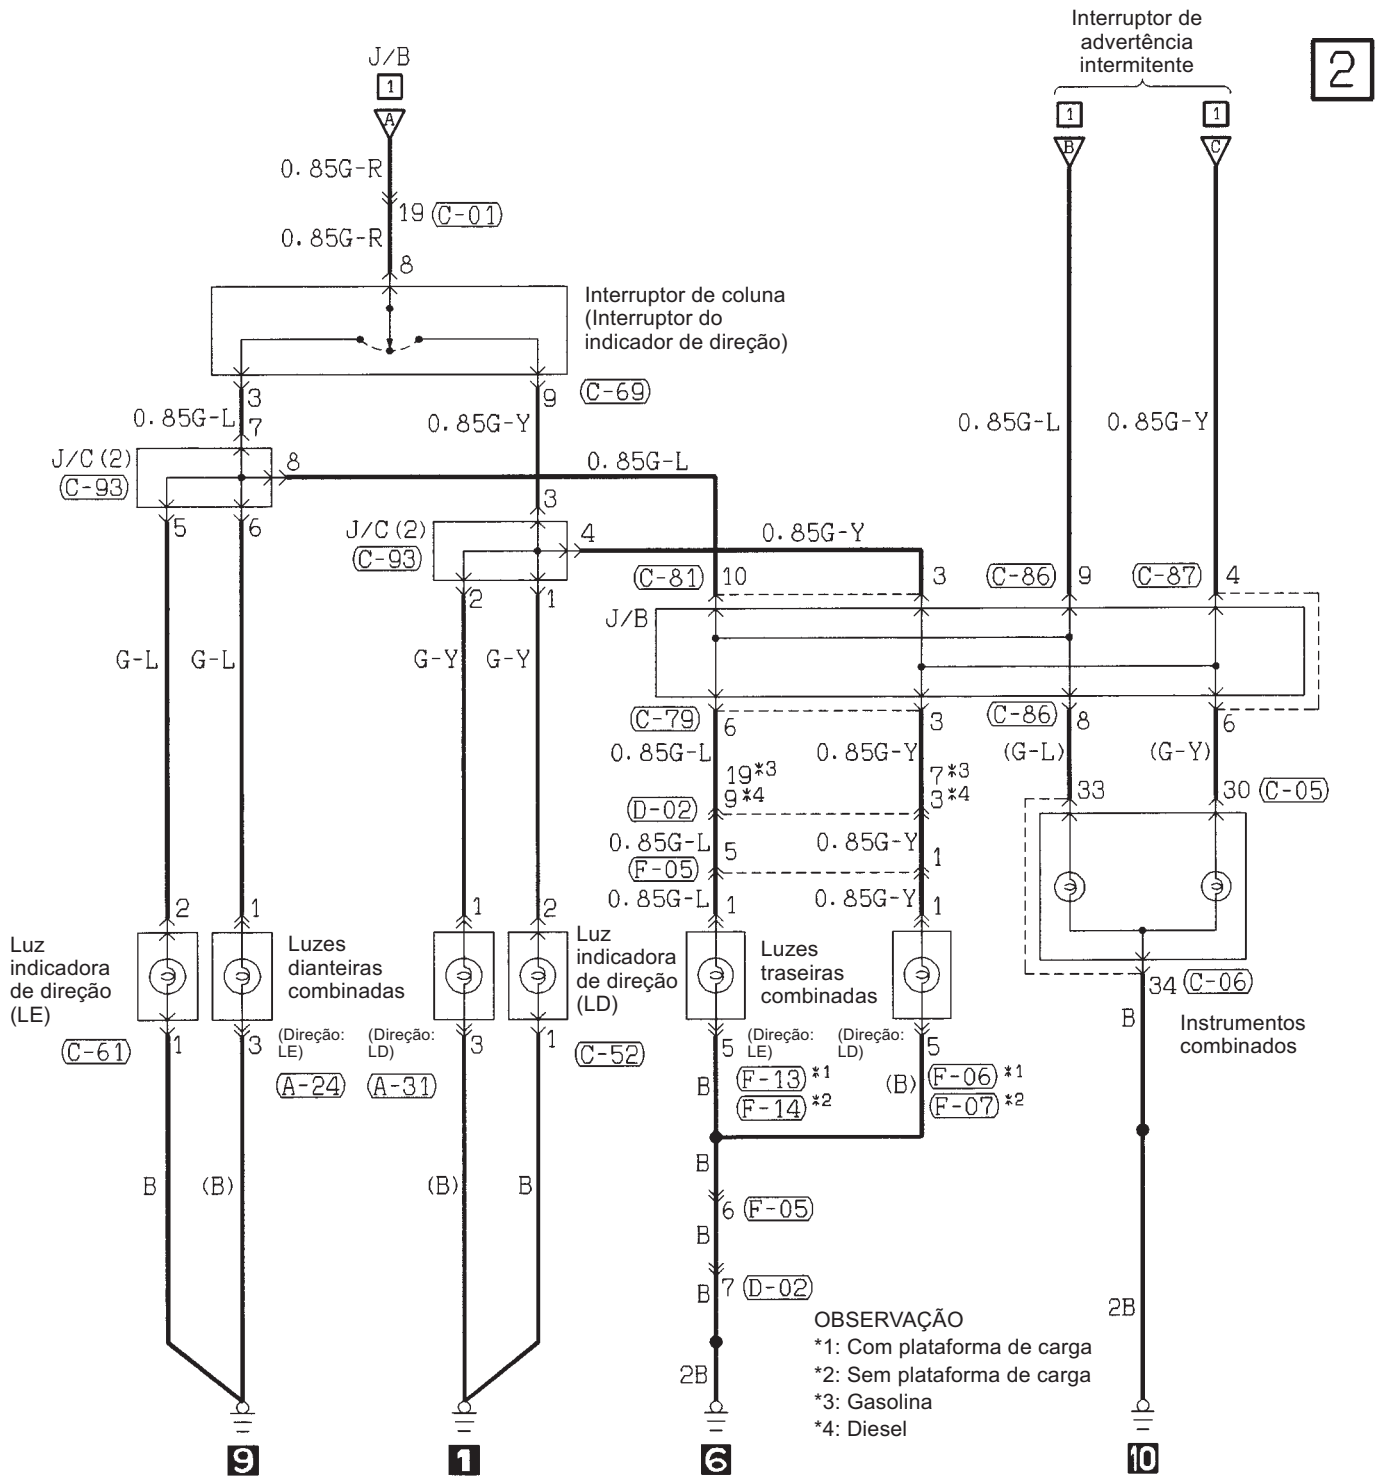 Interruptor de
advertência
intermitente
2
J/B
1
1
1
A
B
C
0.85G-R
19 (C-01)
0.85G-R
8
Interruptor de coluna
(Interruptor do
indicador de direção)
3
9
(C-69)
0.85G-L
7
0.85G-Y
0.85G-L
0.85G-Y
J/C(2)
(C-93)
8
0.85G-L
5
6
3
J/C(2)
(C-93)
4
0.85G-Y
2
1
(C-81)
10
3
(C-86)
9
(C-87)
4
J/B
G-L
G-L
G-Y
G-Y
(C-79)
6
3
(C-86)
8
6
0.85G-L
0.85G-Y
(G-L)
(G-Y)
19*3
9*4
7*3
3*4
33
30
(C-05)
(D-02)
0.85G-L
5
0.85G-Y
1
(F-05)
0.85G-L
1
0.85G-Y
1
2
1
1
2
Luz
indicadora
de direção
(LE)
Luzes
dianteiras
combinadas
Luz
indicadora
de direção
(LD)
Luzes
traseiras
combinadas
34 (C-06)
B
Instrumentos
combinados
(C-61)
1
3
(Direção:
LE)
(A-24)
(Direção:
LD)
(A-31)
3
1
(C-52)
5
(Direção:
LE)
(F-13)*1
(F-14)*2
(Direção:
LD)
5
(F-06)*1
(F-07)*2
B
(B)
B
(B)
(B)
B
B
6 (F-05)
B
7 (D-02)
B
2B
2B
OBSERVAÇÃO
*1: Com plataforma de carga
*2: Sem plataforma de carga
*3: Gasolina
*4: Diesel
9
1
6
10